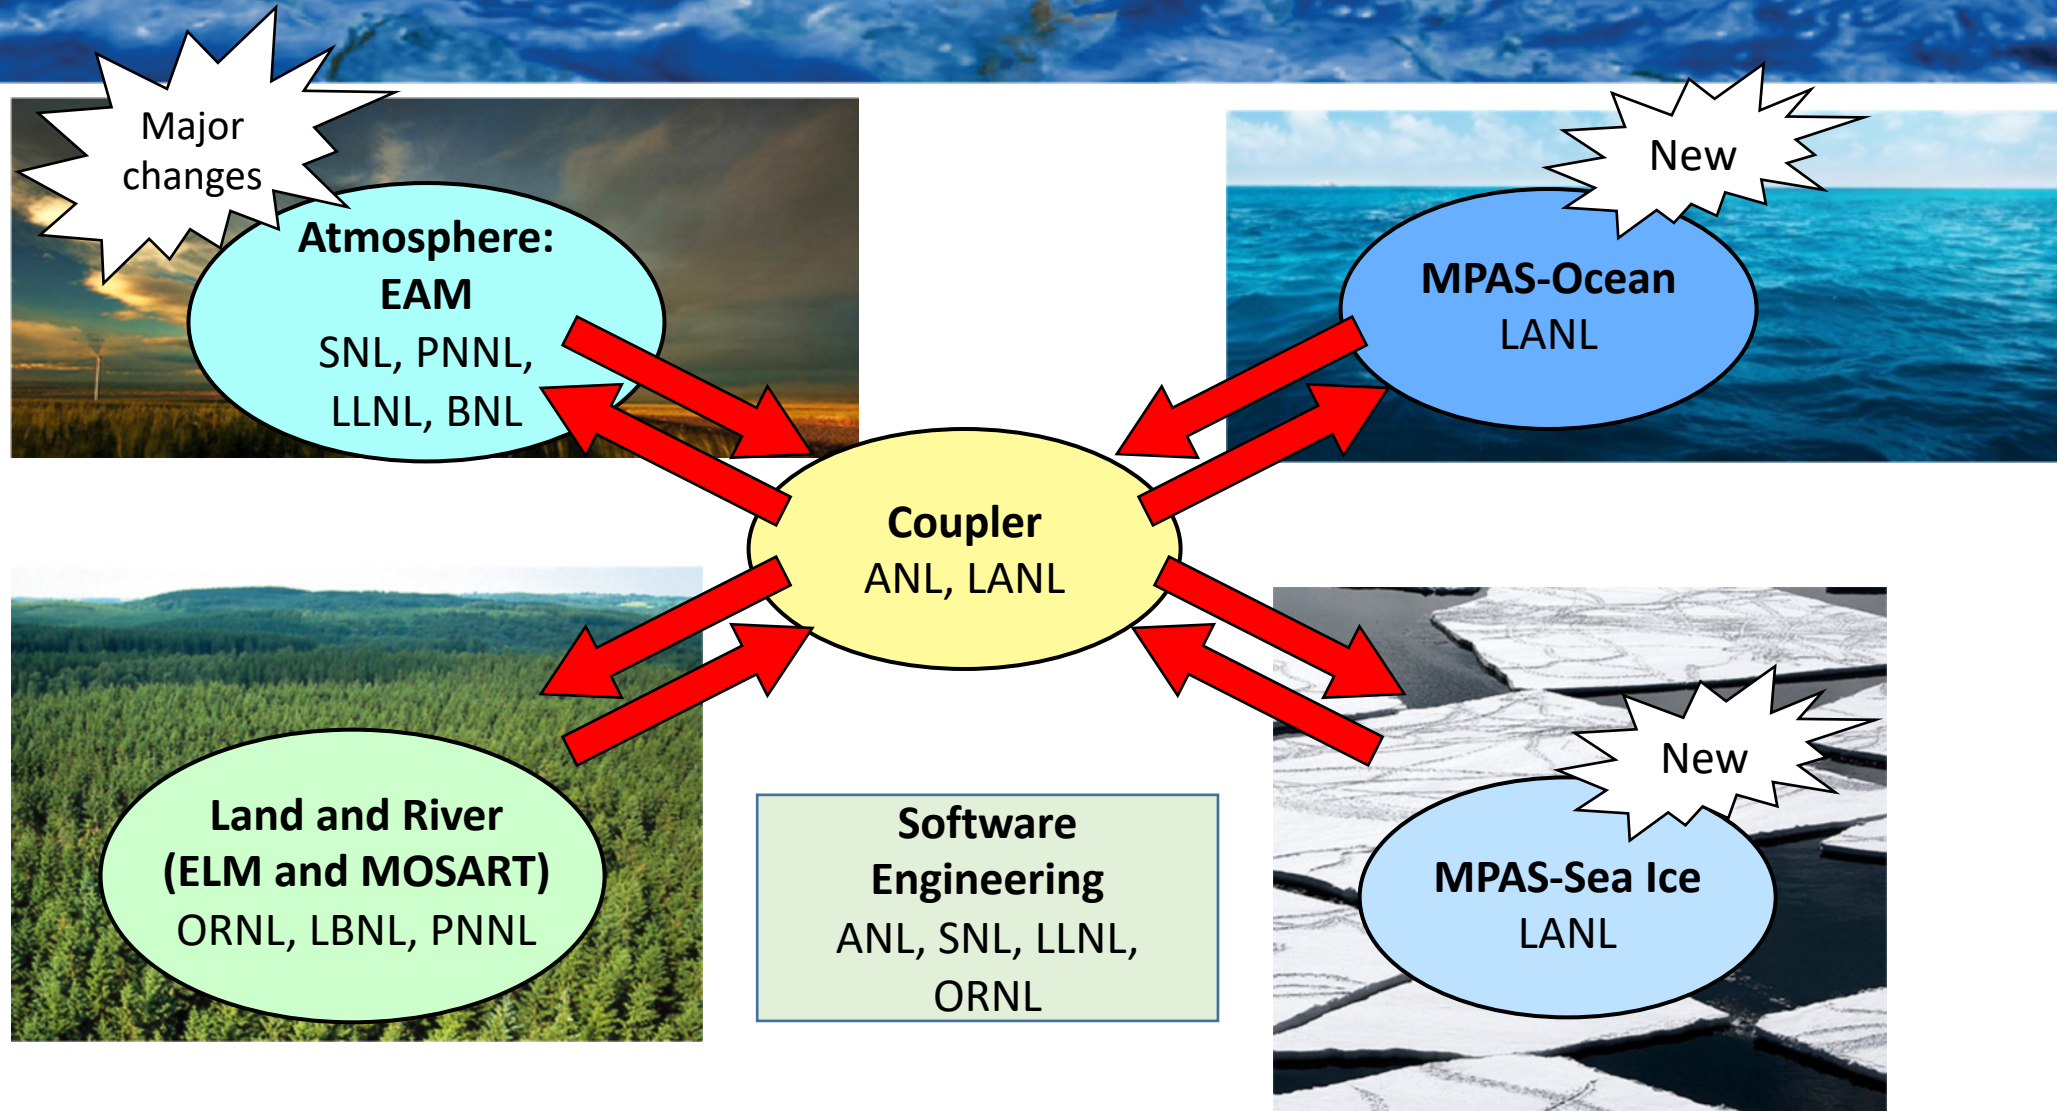 Major
changes
Atmosphere:
EAM
SNL, PNNL,
LLNL, BNL
New
MPAS-Ocean
LANL
Coupler
ANL, LANL
Land and River
(ELM and MOSART)
ORNL, LBNL, PNNL
Software
Engineering
ANL, SNL, LLNL,
ORNL
New
MPAS-Sea Ice
LANL